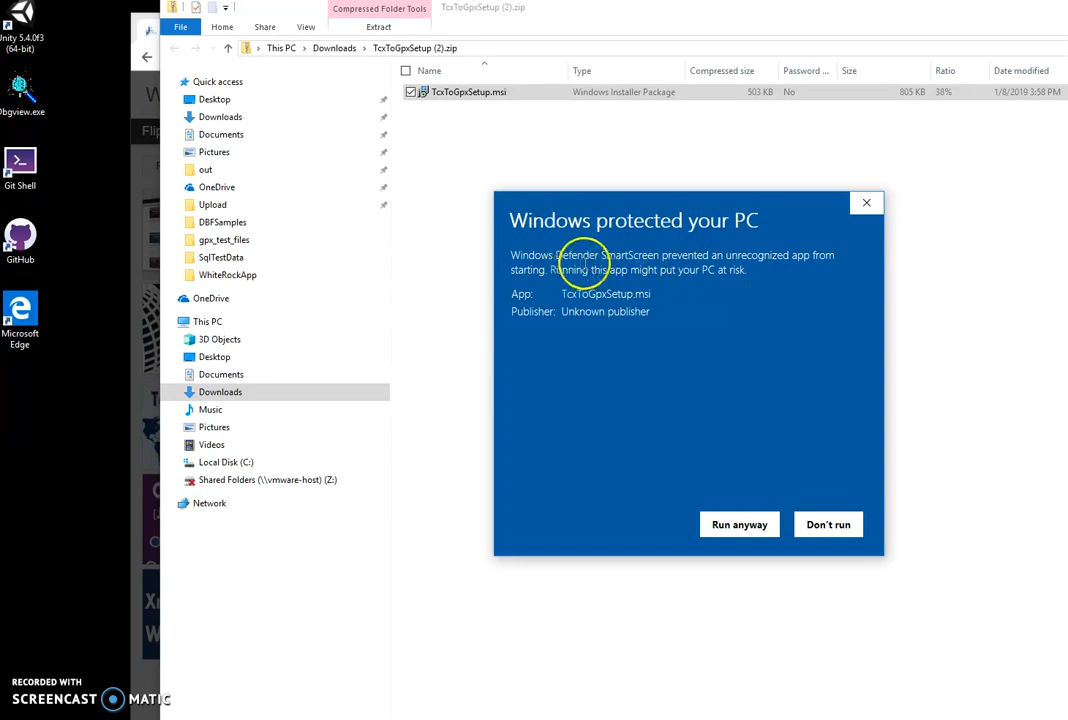 Unity 5.4.0f3
(64-bit)
Dbgview.exe
Git Shell
GitHub
Microsoft
Edge
RECORDED WITH
SCREENCAST MATIC
Compressed Folder Tools
TcxToGpxSetup (2).zip
File Home Share View Extract
This PC > Downloads > TcxToGpxSetup (2).zip
Name Type Compressed size Password ... Size Ratio Date modified
TcxToGpxSetup.msi Windows Installer Package 503 KB No 805 KB 38% 1/8/2019 3:58 PM
Quick access
Desktop
Downloads
Documents
Pictures
out
OneDrive
Upload
DBFSamples
gpx_test_files
SqlTestData
WhiteRockApp
OneDrive
This PC
3D Objects
Desktop
Documents
Downloads
Music
Pictures
Videos
Local Disk (C:)
Shared Folders (\\vmware-host) (Z:)
Network
Windows protected your PC
Windows Defender SmartScreen prevented an unrecognized app from
starting. Running this app might put your PC at risk.
App: TcxToGpxSetup.msi
Publisher: Unknown publisher
Run anyway Don't run